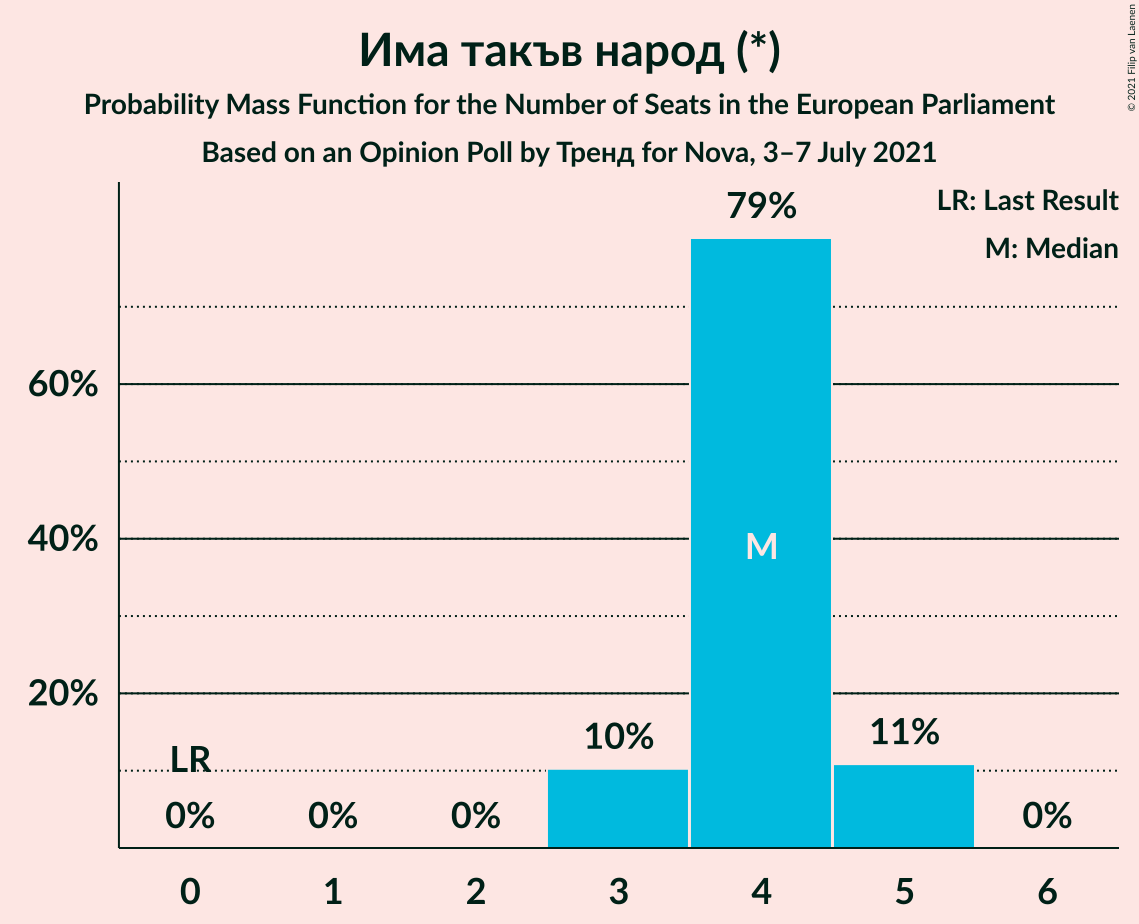 Има такъв народ (*)
Probability Mass Function for the Number of Seats in the European Parliament
Based on an Opinion Poll by Тренд for Nova, 3–7 July 2021
© 2021 Filip van Laenen
LR: Last Result
M: Median
79%
60%
40%
M
20%
10%
11%
LR
0%
0%
0%
0%
0
1
2
3
4
5
6